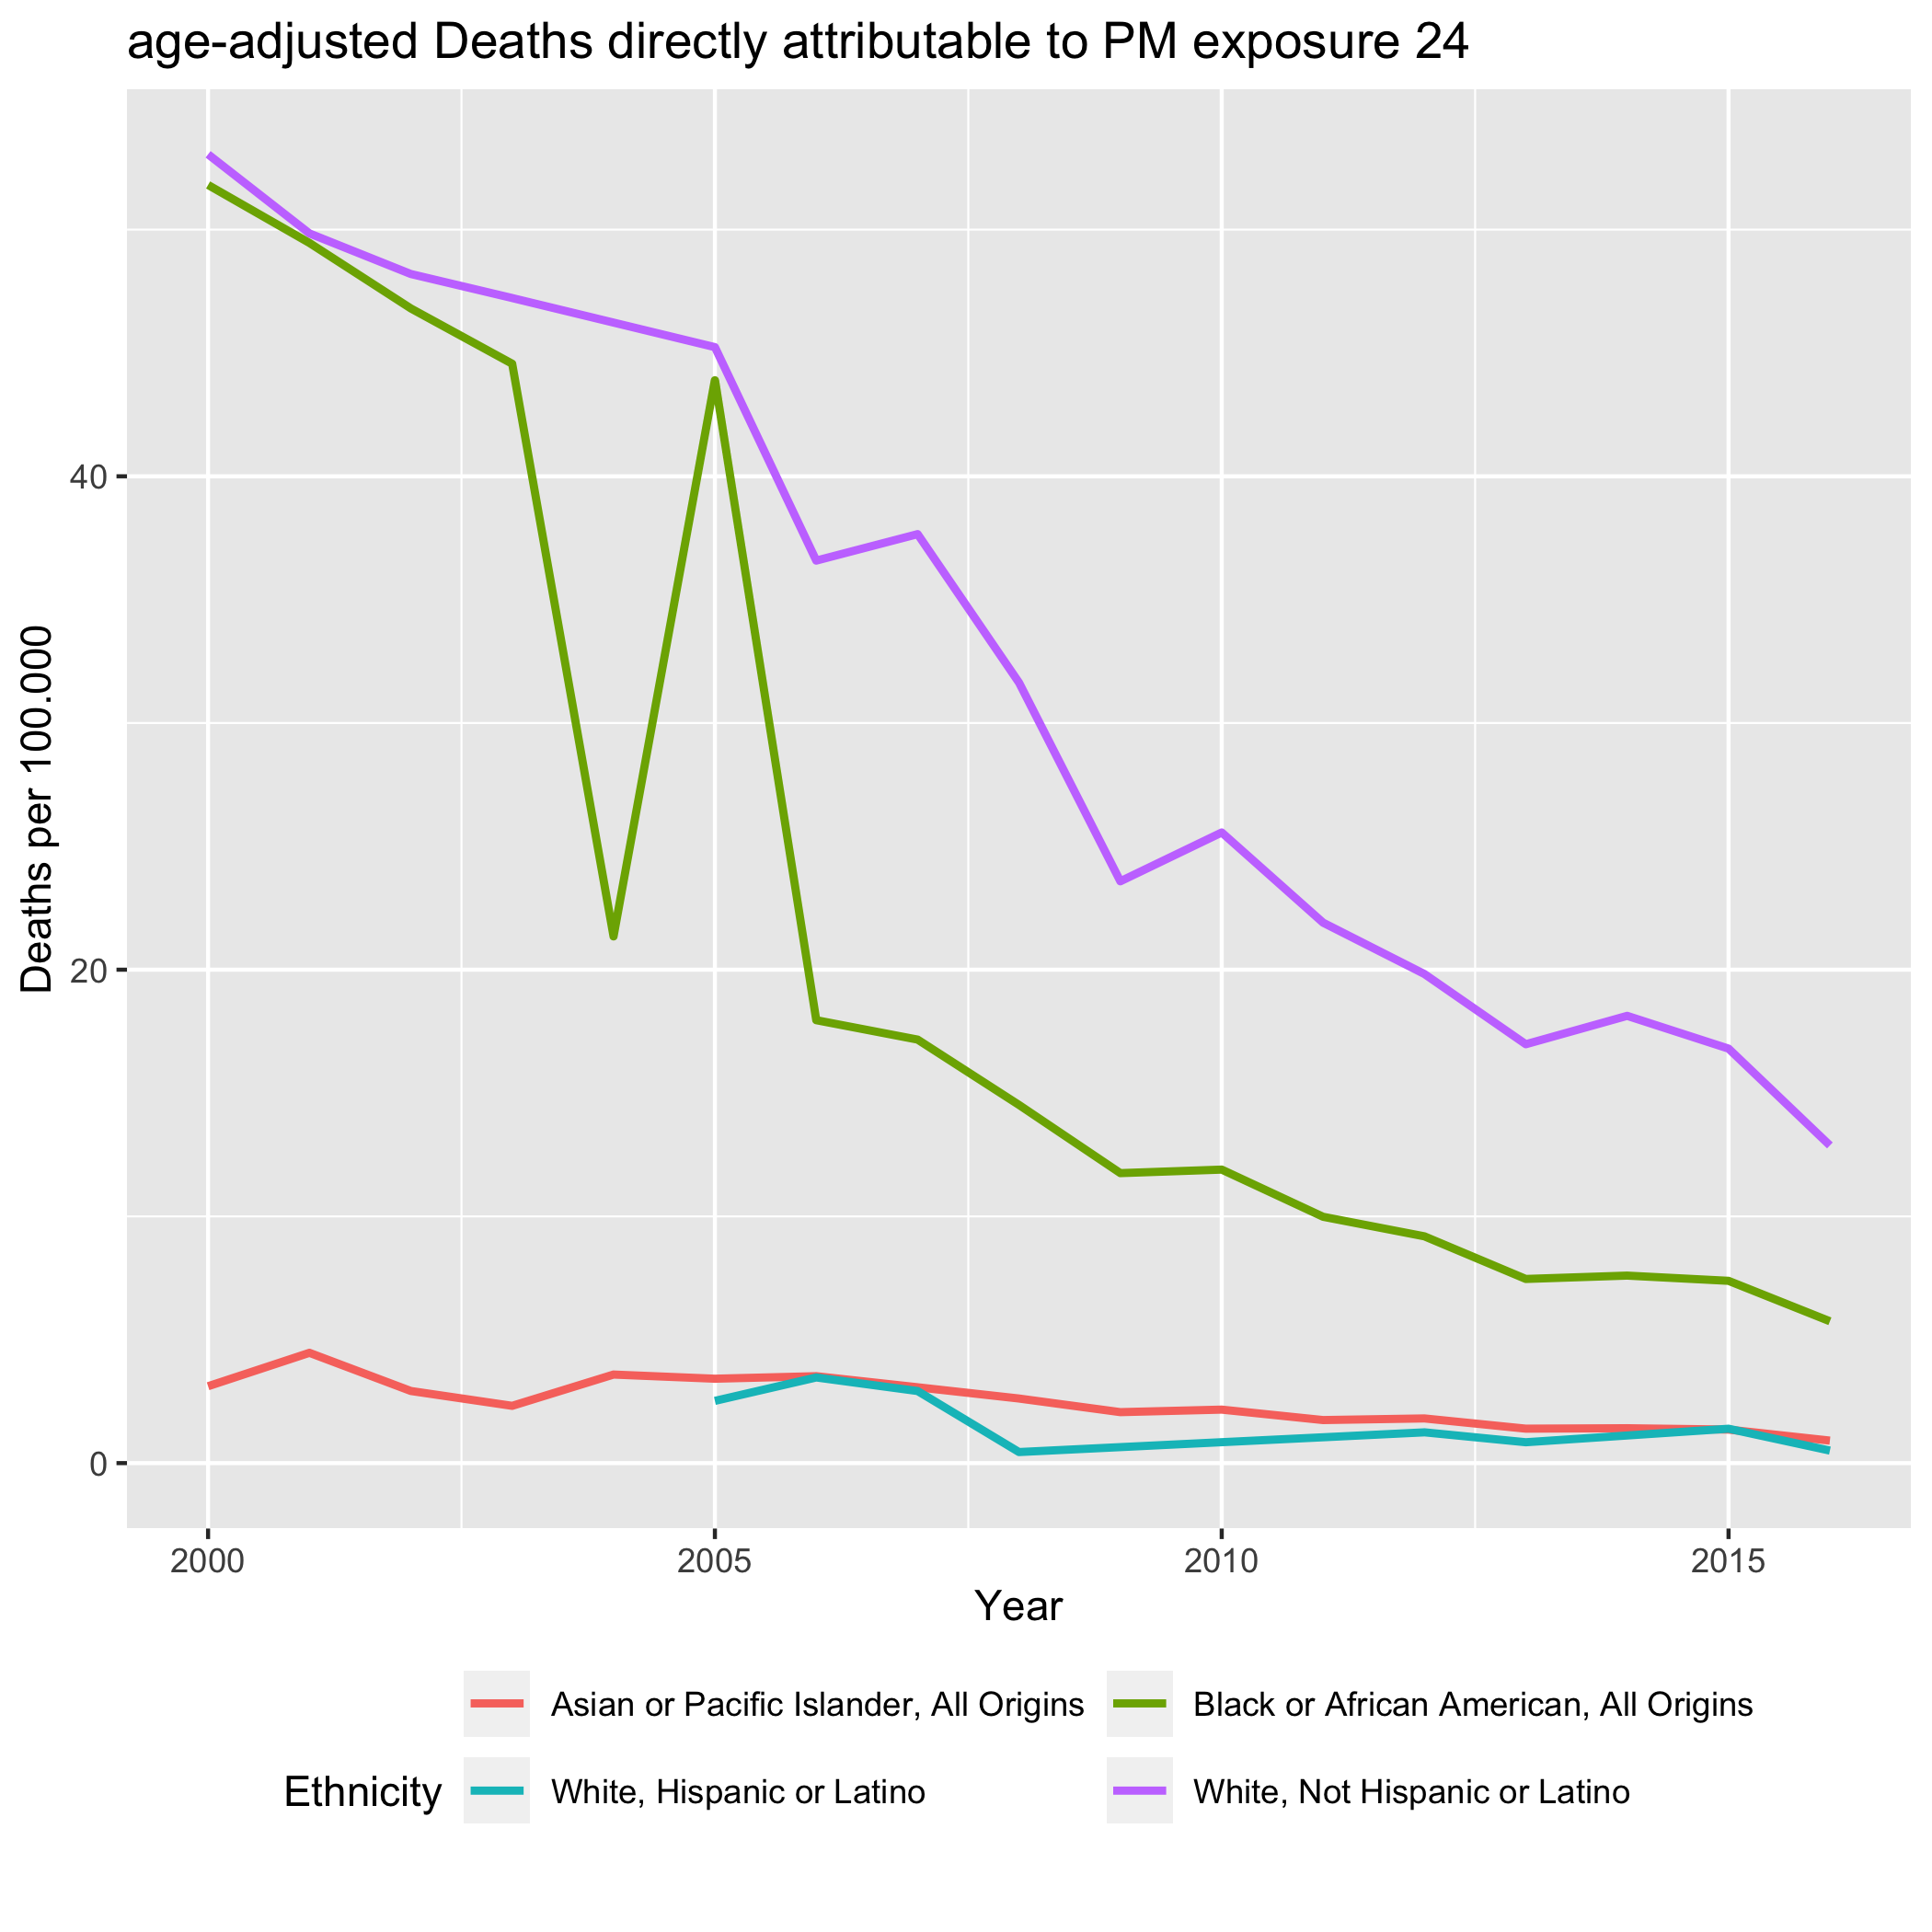 age-adjusted Deaths directly attributable to PM exposure 24
Deaths per 100.000
40
20
0
2000
2005
2010
2015
Year
Ethnicity
Asian or Pacific Islander, All Origins
Black or African American, All Origins
White, Hispanic or Latino
White, Not Hispanic or Latino